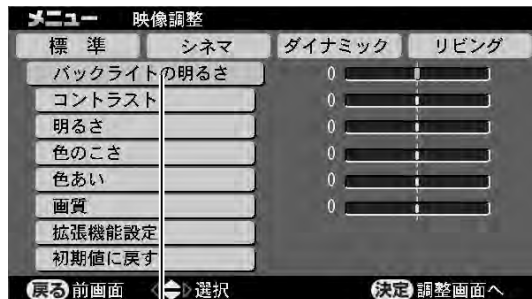 メニュー 映像調整
標準 シネマ ダイナミック リビング
バックライトの明るさ 0
コントラスト 0
明るさ 0
色のこさ 0
色あい 0
画質 0
拡張機能設定
初期値に戻す
戻る 前画面 選択 決定 調整画面へ